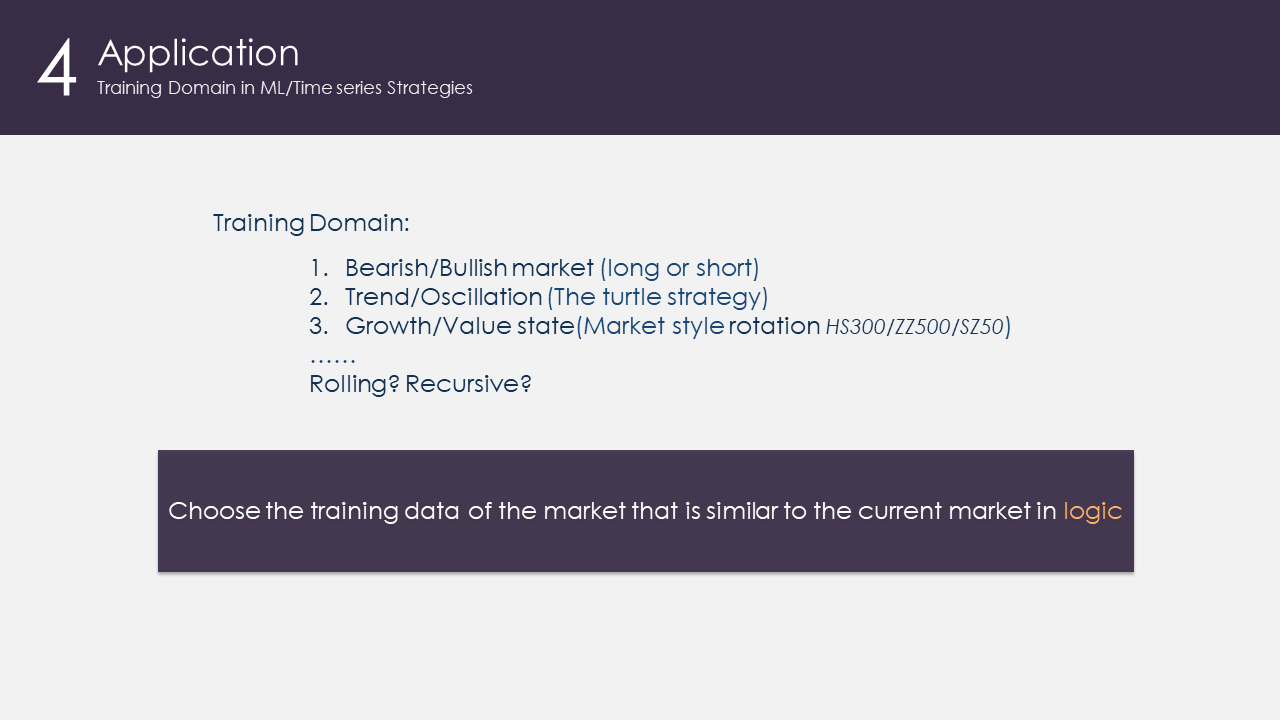 4
Application
Training Domain in ML/Time series Strategies
Training Domain:
1. Bearish/Bullish market (long or short)
2. Trend/Oscillation (The turtle strategy)
3. Growth/Value state(Market style rotation HS300/ZZ500/SZ50)
……
Rolling? Recursive?
Choose the training data of the market that is similar to the current market in logic